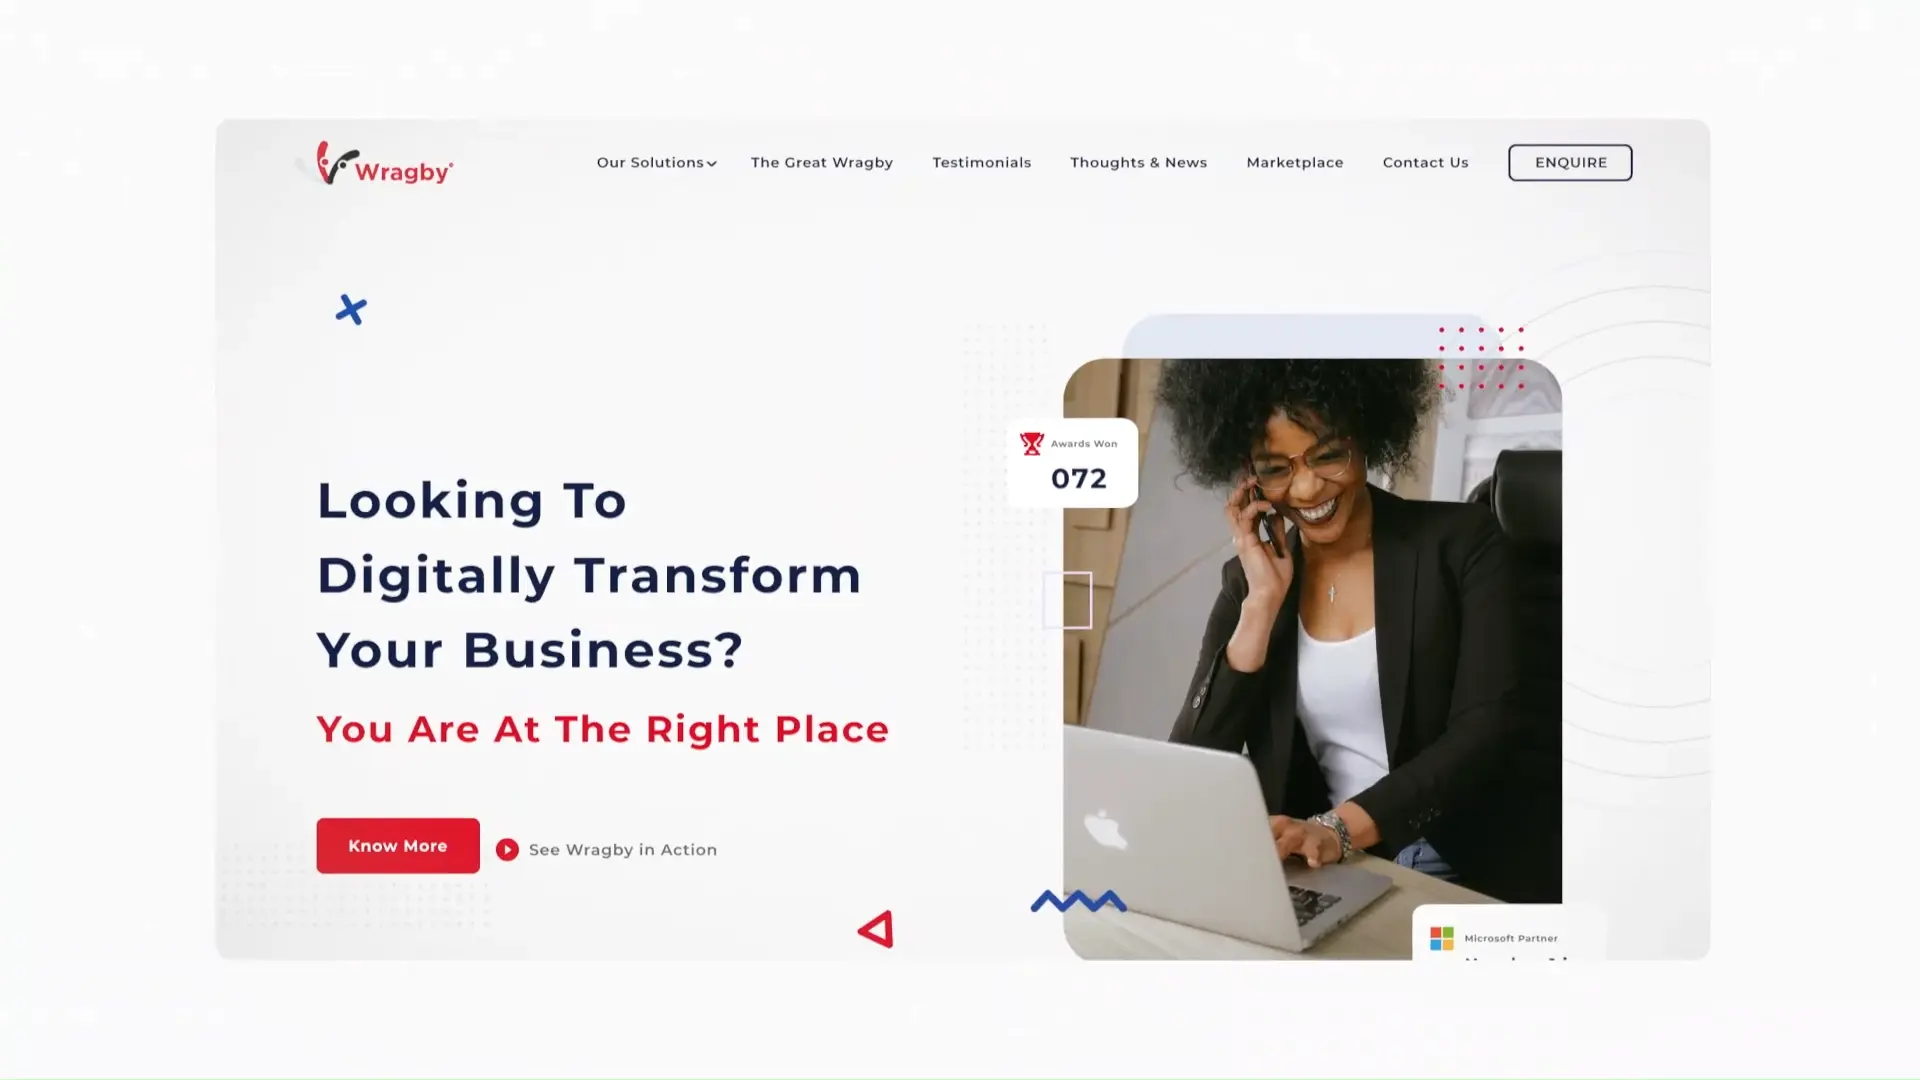 Wragby
Our Solutions
The Great Wragby
Testimonials
Thoughts & News
Marketplace
Contact Us
ENQUIRE
Awards Won
072
Looking To
Digitally Transform
Your Business?
You Are At The Right Place
Know More
See Wragby in Action
Microsoft Partner